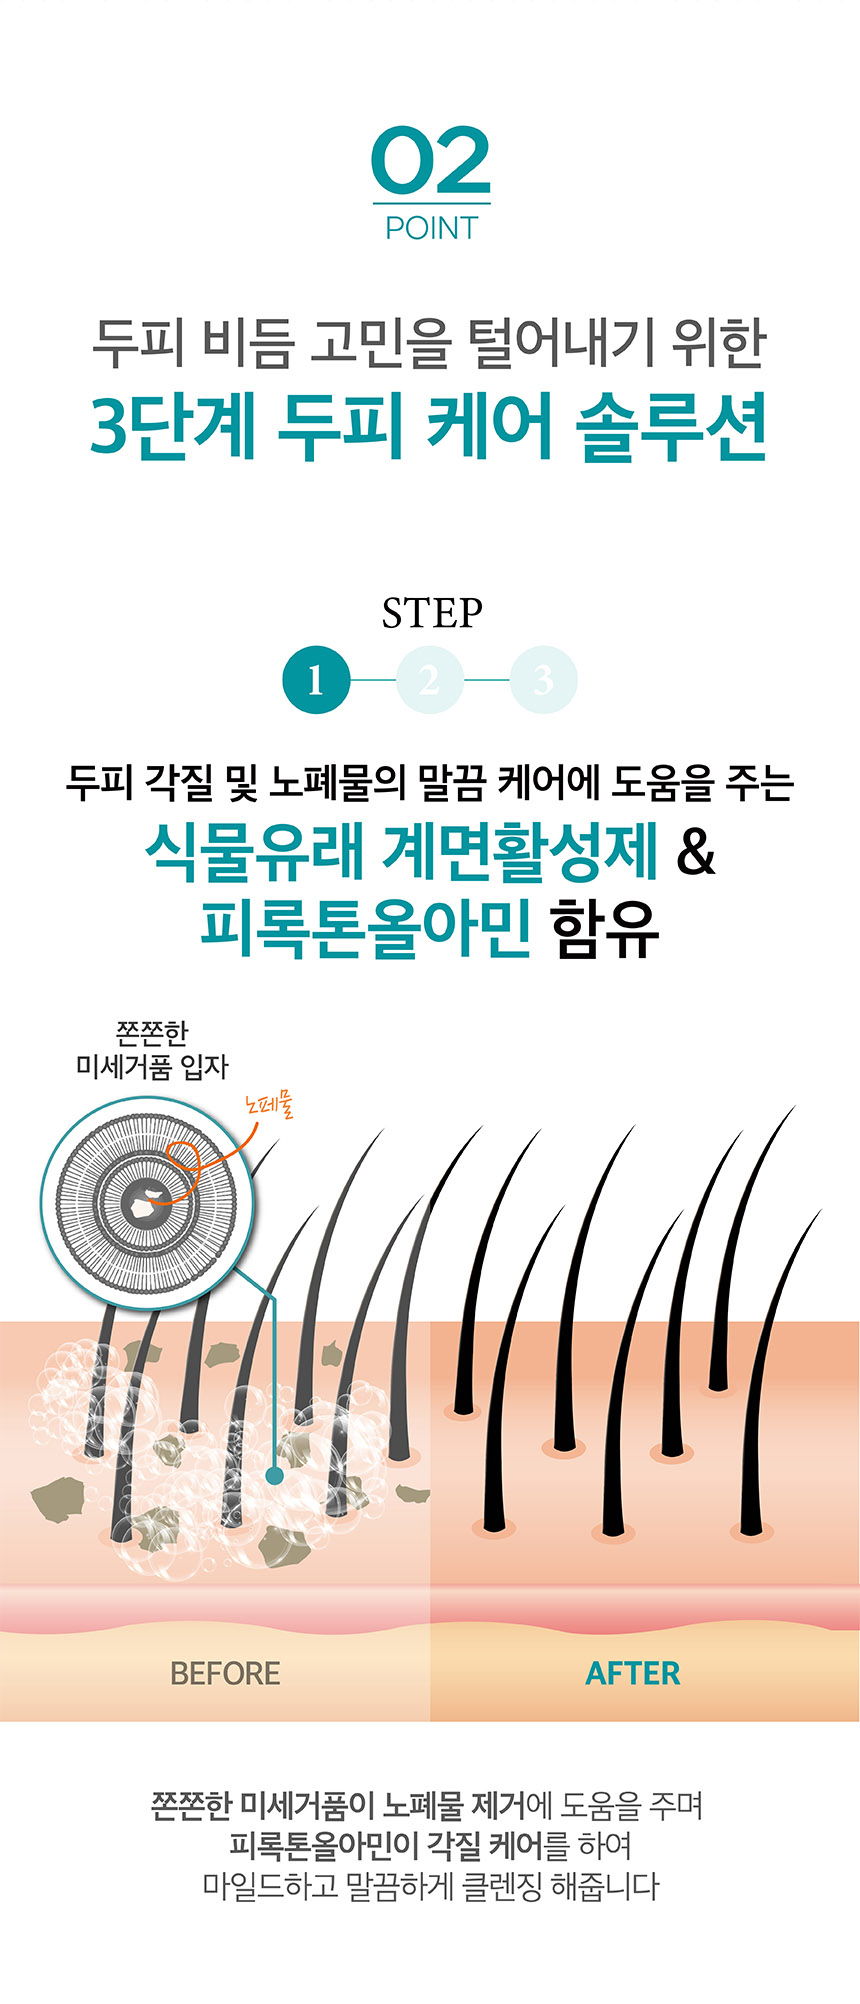 02
POINT
두피 비듬 고민을 털어내기 위한
3단계 두피 케어 솔루션
STEP
1 2 3
두피 각질 및 노폐물의 말끔 케어에 도움을 주는
식물유래 계면활성제 &
피록톤올아민 함유
쫀쫀한
미세거품 입자
노폐물
BEFORE
AFTER
쫀쫀한 미세거품이 노폐물 제거에 도움을 주며
피록톤올아민이 각질 케어를 하여
마일드하고 말끔하게 클렌징 해줍니다